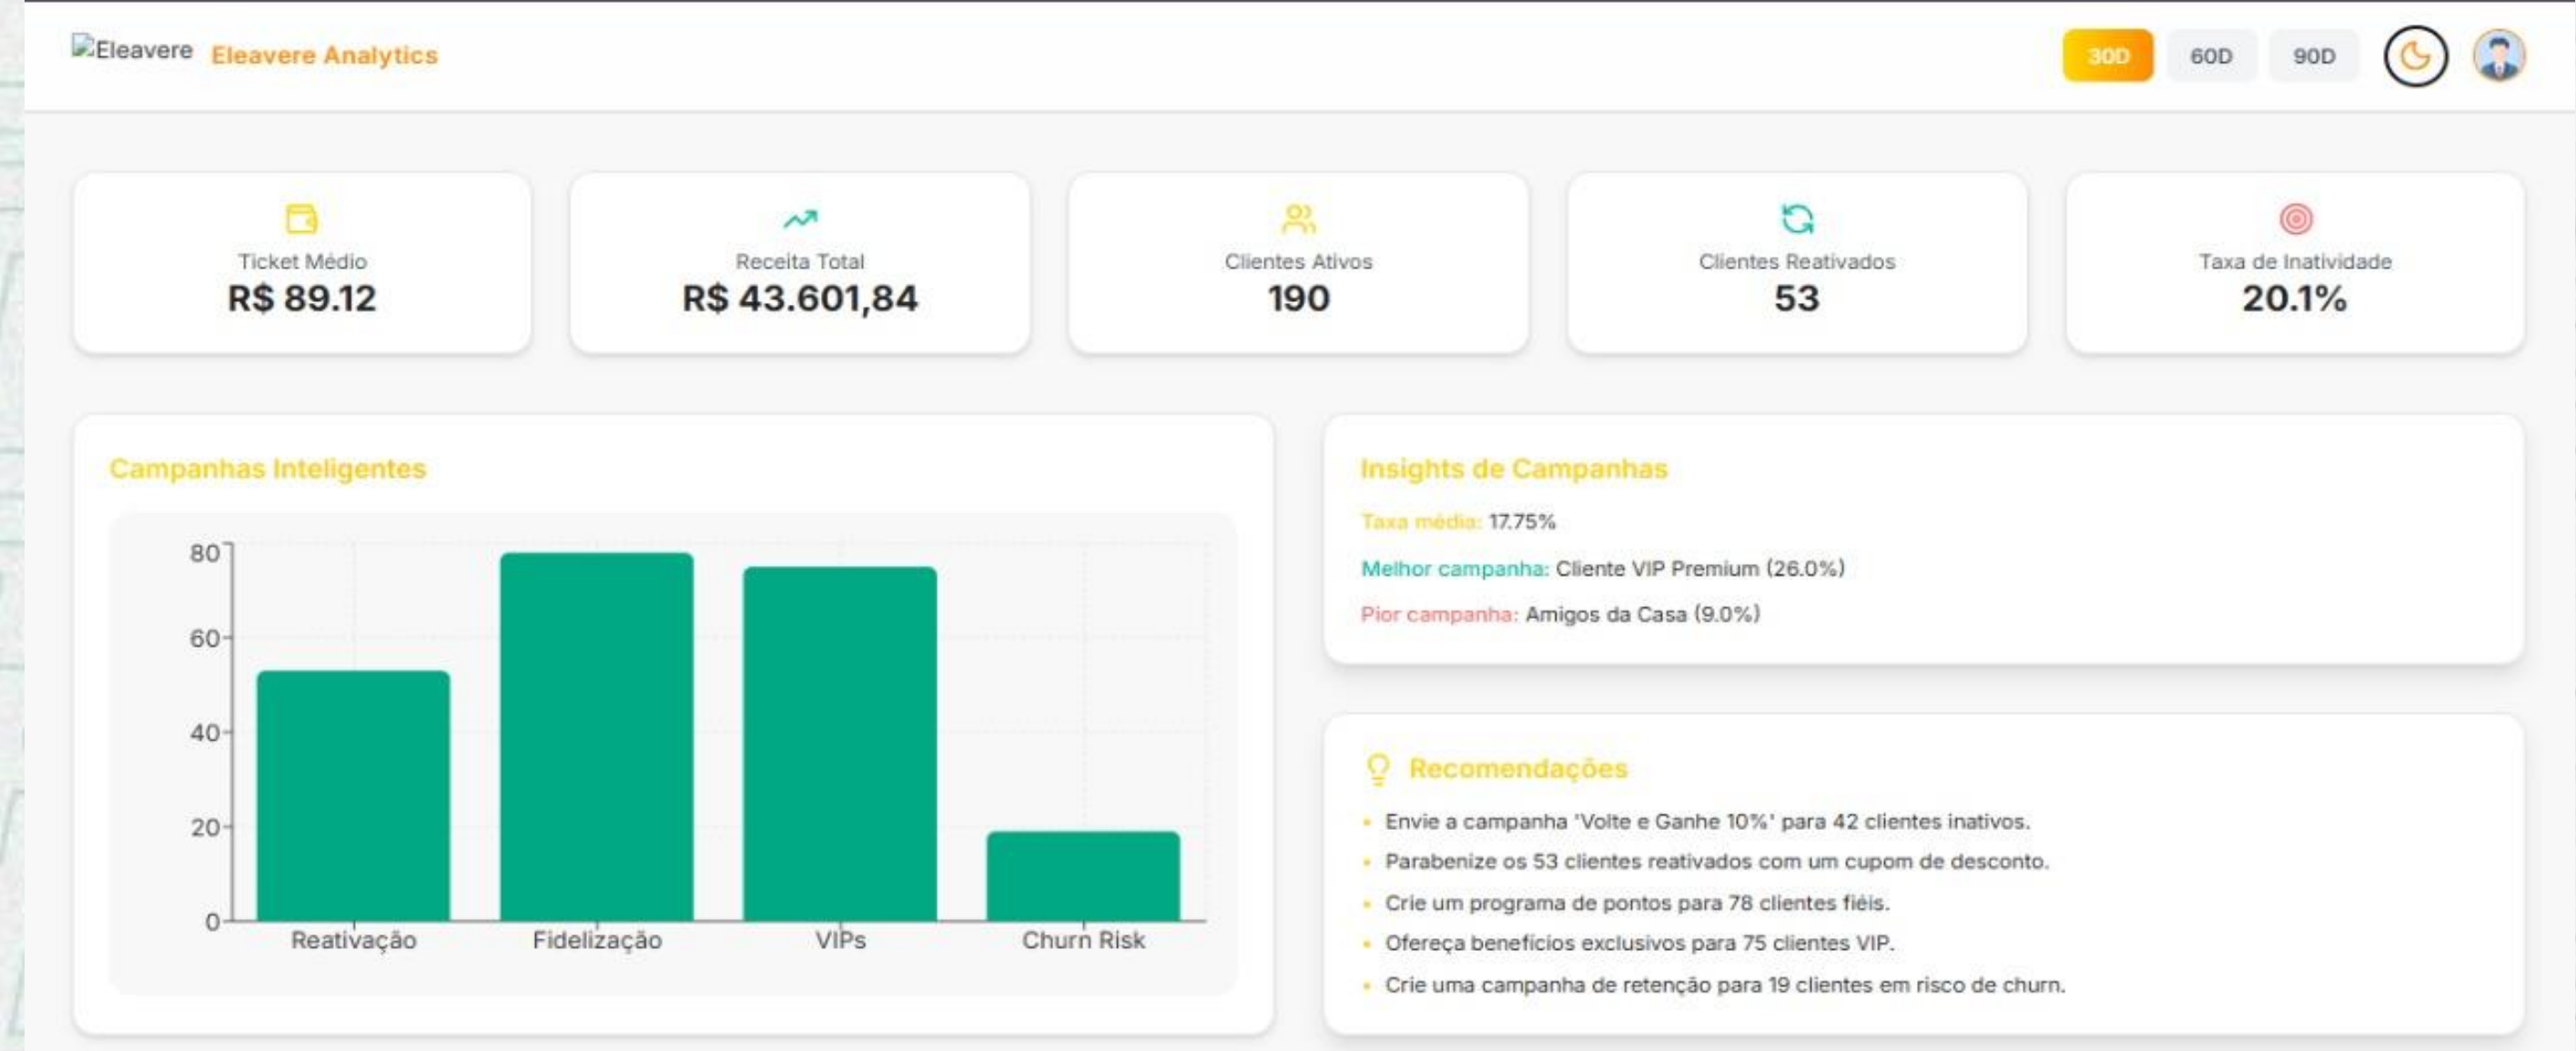 Eleavere Eleavere Analytics
30D 60D 90D
Ticket Médio
R$ 89.12
Receita Total
R$ 43.601,84
Clientes Ativos
190
Clientes Reativados
53
Taxa de Inatividade
20.1%
Campanhas Inteligentes
80
60
40
20
0
Reativação Fidelização VIPs Churn Risk
Insights de Campanhas
Taxa média: 17.75%
Melhor campanha: Cliente VIP Premium (26.0%)
Pior campanha: Amigos da Casa (9.0%)
Recomendações
• Envie a campanha 'Volte e Ganhe 10%' para 42 clientes inativos.
• Parabenize os 53 clientes reativados com um cupom de desconto.
• Crie um programa de pontos para 78 clientes fiéis.
• Ofereça benefícios exclusivos para 75 clientes VIP.
• Crie uma campanha de retenção para 19 clientes em risco de churn.